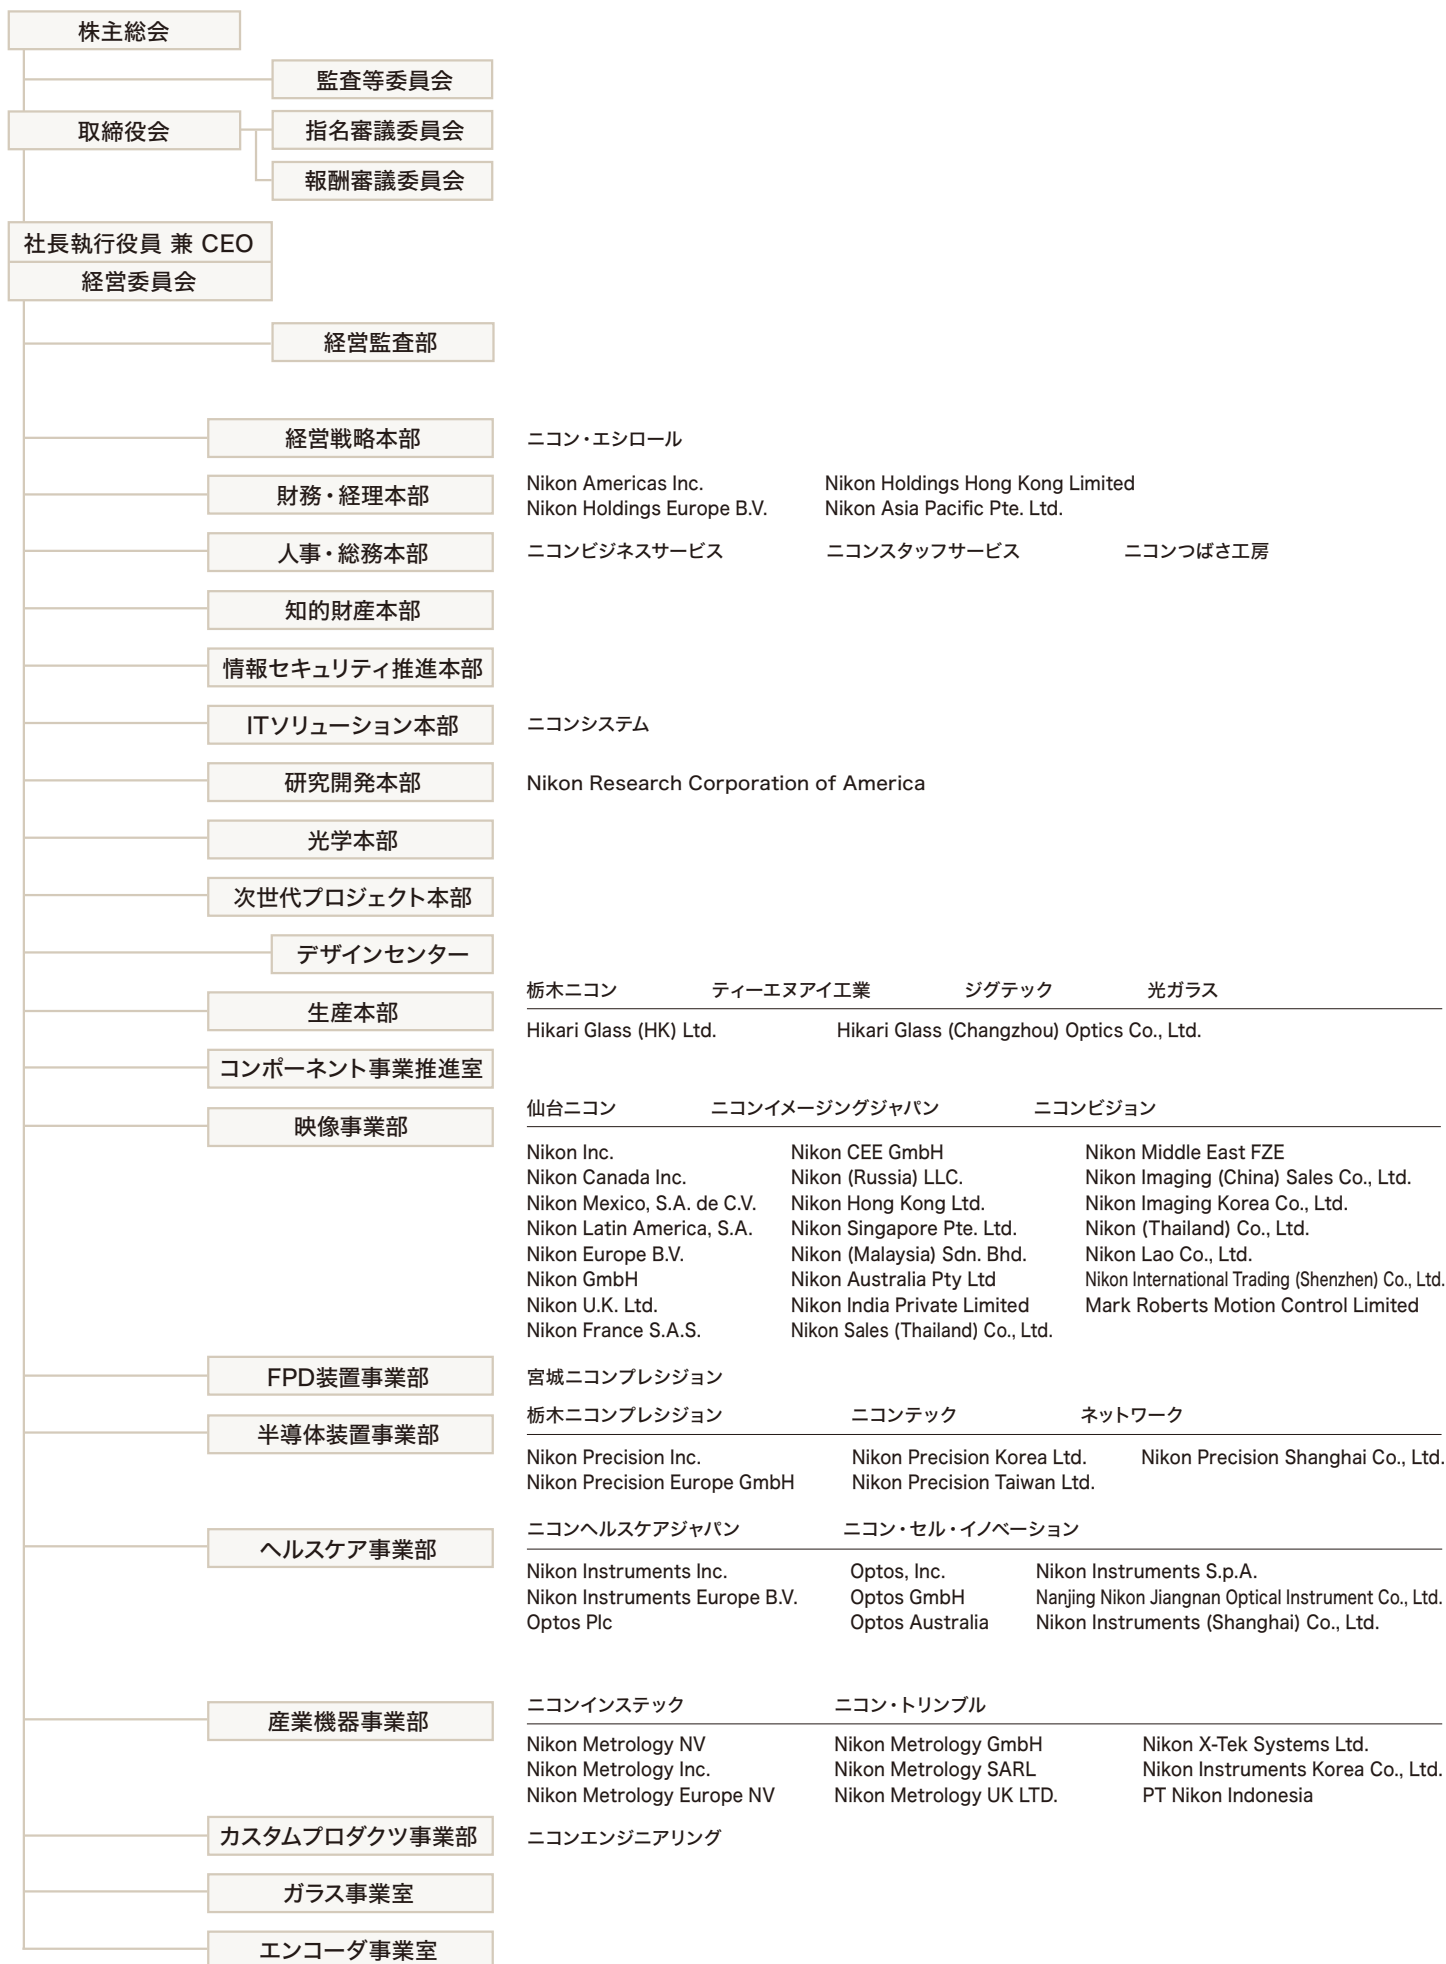 株主総会
監査等委員会
取締役会
指名審議委員会
報酬審議委員会
社長執行役員 兼 CEO
経営委員会
経営監査部
経営戦略本部 ニコン・エシロール
財務・経理本部
Nikon Americas Inc. Nikon Holdings Hong Kong Limited
Nikon Holdings Europe B.V. Nikon Asia Pacific Pte. Ltd.
人事・総務本部 ニコンビジネスサービス ニコンスタッフサービス ニコンつばさ工房
知的財産本部
情報セキュリティ推進本部
ITソリューション本部 ニコンシステム
研究開発本部 Nikon Research Corporation of America
光学本部
次世代プロジェクト本部
デザインセンター
生産本部
栃木ニコン ティーエヌアイ工業 ジグテック 光ガラス
Hikari Glass (HK) Ltd. Hikari Glass (Changzhou) Optics Co., Ltd.
コンポーネント事業推進室
映像事業部
仙台ニコン ニコンイメージングジャパン ニコンビジョン
Nikon Inc. Nikon CEE GmbH Nikon Middle East FZE
Nikon Canada Inc. Nikon (Russia) LLC. Nikon Imaging (China) Sales Co., Ltd.
Nikon Mexico, S.A. de C.V. Nikon Hong Kong Ltd. Nikon Imaging Korea Co., Ltd.
Nikon Latin America, S.A. Nikon Singapore Pte. Ltd. Nikon (Thailand) Co., Ltd.
Nikon Europe B.V. Nikon (Malaysia) Sdn. Bhd. Nikon Lao Co., Ltd.
Nikon GmbH Nikon Australia Pty Ltd Nikon International Trading (Shenzhen) Co., Ltd.
Nikon U.K. Ltd. Nikon India Private Limited Mark Roberts Motion Control Limited
Nikon France S.A.S. Nikon Sales (Thailand) Co., Ltd.
FPD装置事業部 宮城ニコンプレシジョン
半導体装置事業部
栃木ニコンプレシジョン ニコンテック ネットワーク
Nikon Precision Inc. Nikon Precision Korea Ltd. Nikon Precision Shanghai Co., Ltd.
Nikon Precision Europe GmbH Nikon Precision Taiwan Ltd.
ヘルスケア事業部
ニコンヘルスケアジャパン ニコン・セル・イノベーション
Nikon Instruments Inc. Optos, Inc. Nikon Instruments S.p.A.
Nikon Instruments Europe B.V. Optos GmbH Nanjing Nikon Jiangnan Optical Instrument Co., Ltd.
Optos Plc Optos Australia Nikon Instruments (Shanghai) Co., Ltd.
産業機器事業部
ニコンインステック ニコン・トリンブル
Nikon Metrology NV Nikon Metrology GmbH Nikon X-Tek Systems Ltd.
Nikon Metrology Inc. Nikon Metrology SARL Nikon Instruments Korea Co., Ltd.
Nikon Metrology Europe NV Nikon Metrology UK LTD. PT Nikon Indonesia
カスタムプロダクツ事業部 ニコンエンジニアリング
ガラス事業室
エンコーダ事業室